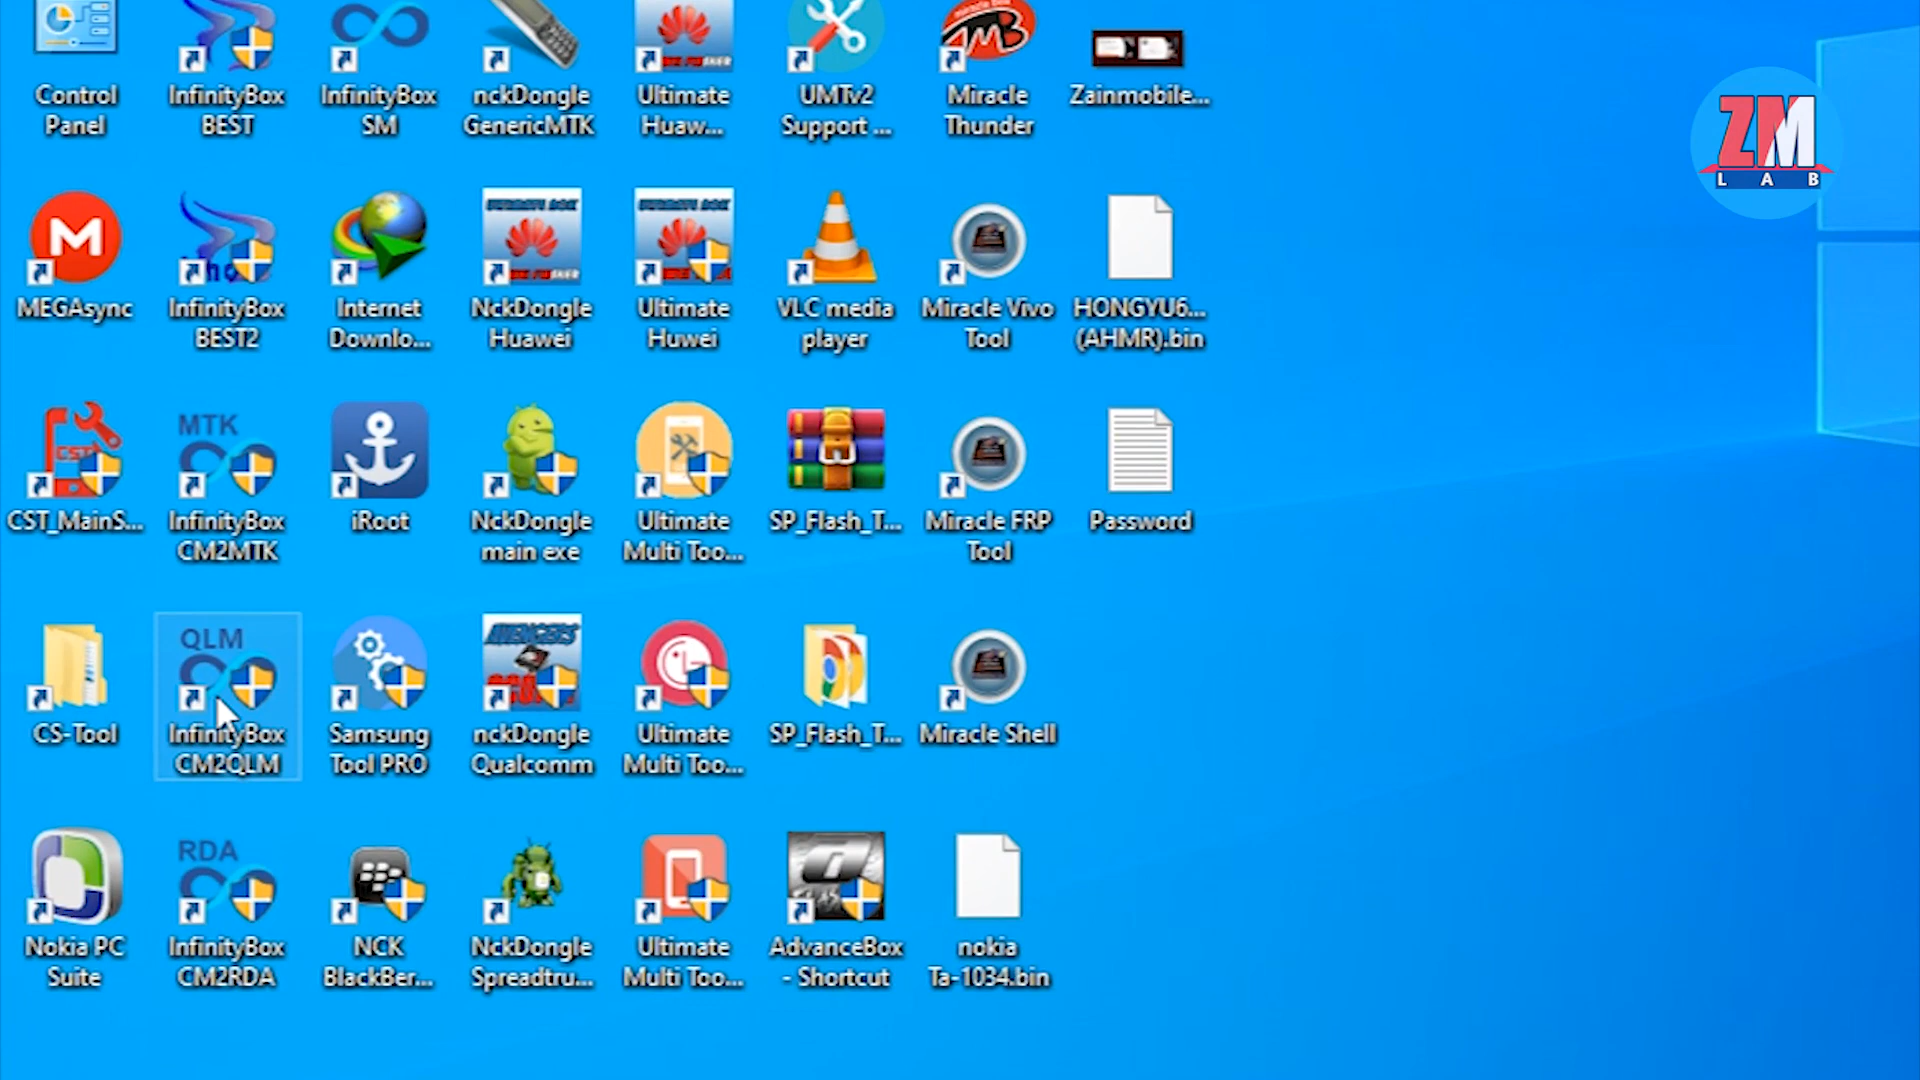 Control
Panel
InfinityBox
BEST
InfinityBox
SM
nckDongle
GenericMTK
Ultimate
Huaw...
UMTv2
Support ...
Miracle
Thunder
Zainmobile...
ZM
LAB
MEGAsync
InfinityBox
BEST2
Internet
Downlo...
NckDongle
Huawei
Ultimate
Huwei
VLC media
player
Miracle Vivo
Tool
HONGYU6...
(AHMR).bin
CST_MainS...
MTK
InfinityBox
CM2MTK
iRoot
NckDongle
main exe
Ultimate
Multi Too...
SP_Flash_T...
Miracle FRP
Tool
Password
CS-Tool
QLM
InfinityBox
CM2QLM
Samsung
Tool PRO
AVENGERS
nckDongle
Qualcomm
Ultimate
Multi Too...
SP_Flash_T...
Miracle Shell
Nokia PC
Suite
RDA
InfinityBox
CM2RDA
NCK
BlackBer...
NckDongle
Spreadtru...
Ultimate
Multi Too...
AdvanceBox
- Shortcut
nokia
Ta-1034.bin